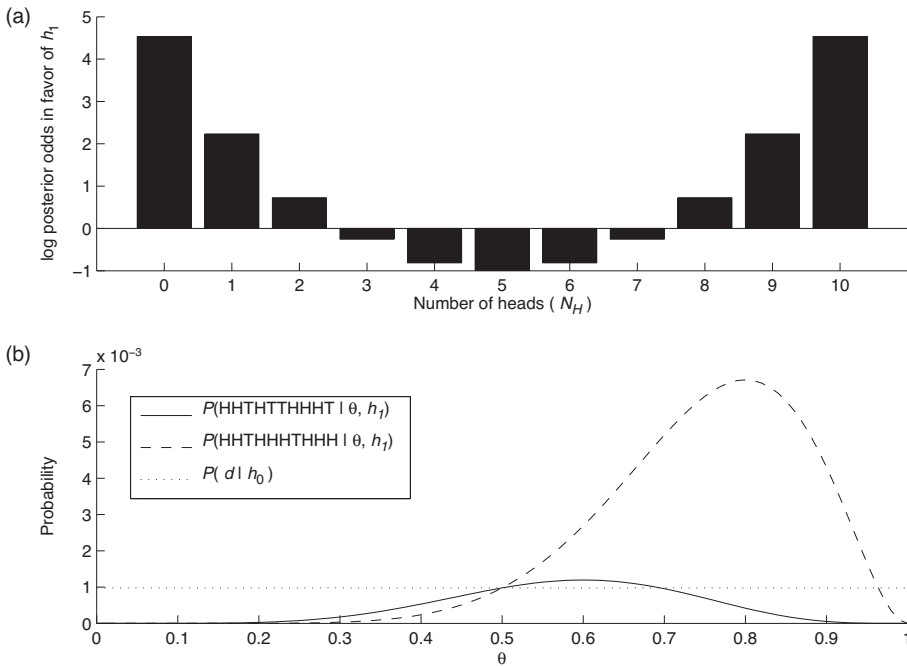 (a)
log posterior odds in favor of h1
5
4
3
2
1
0
−1
0 1 2 3 4 5 6 7 8 9 10
Number of heads ( NH)
(b)
x 10−3
Probability
7
6
5
4
3
2
1
0
P(HHTHTTHHHT | θ, h1)
P(HHTHHHTHHH | θ, h1)
P( d | h0 )
0 0.1 0.2 0.3 0.4 0.5 0.6 0.7 0.8 0.9 1
θ